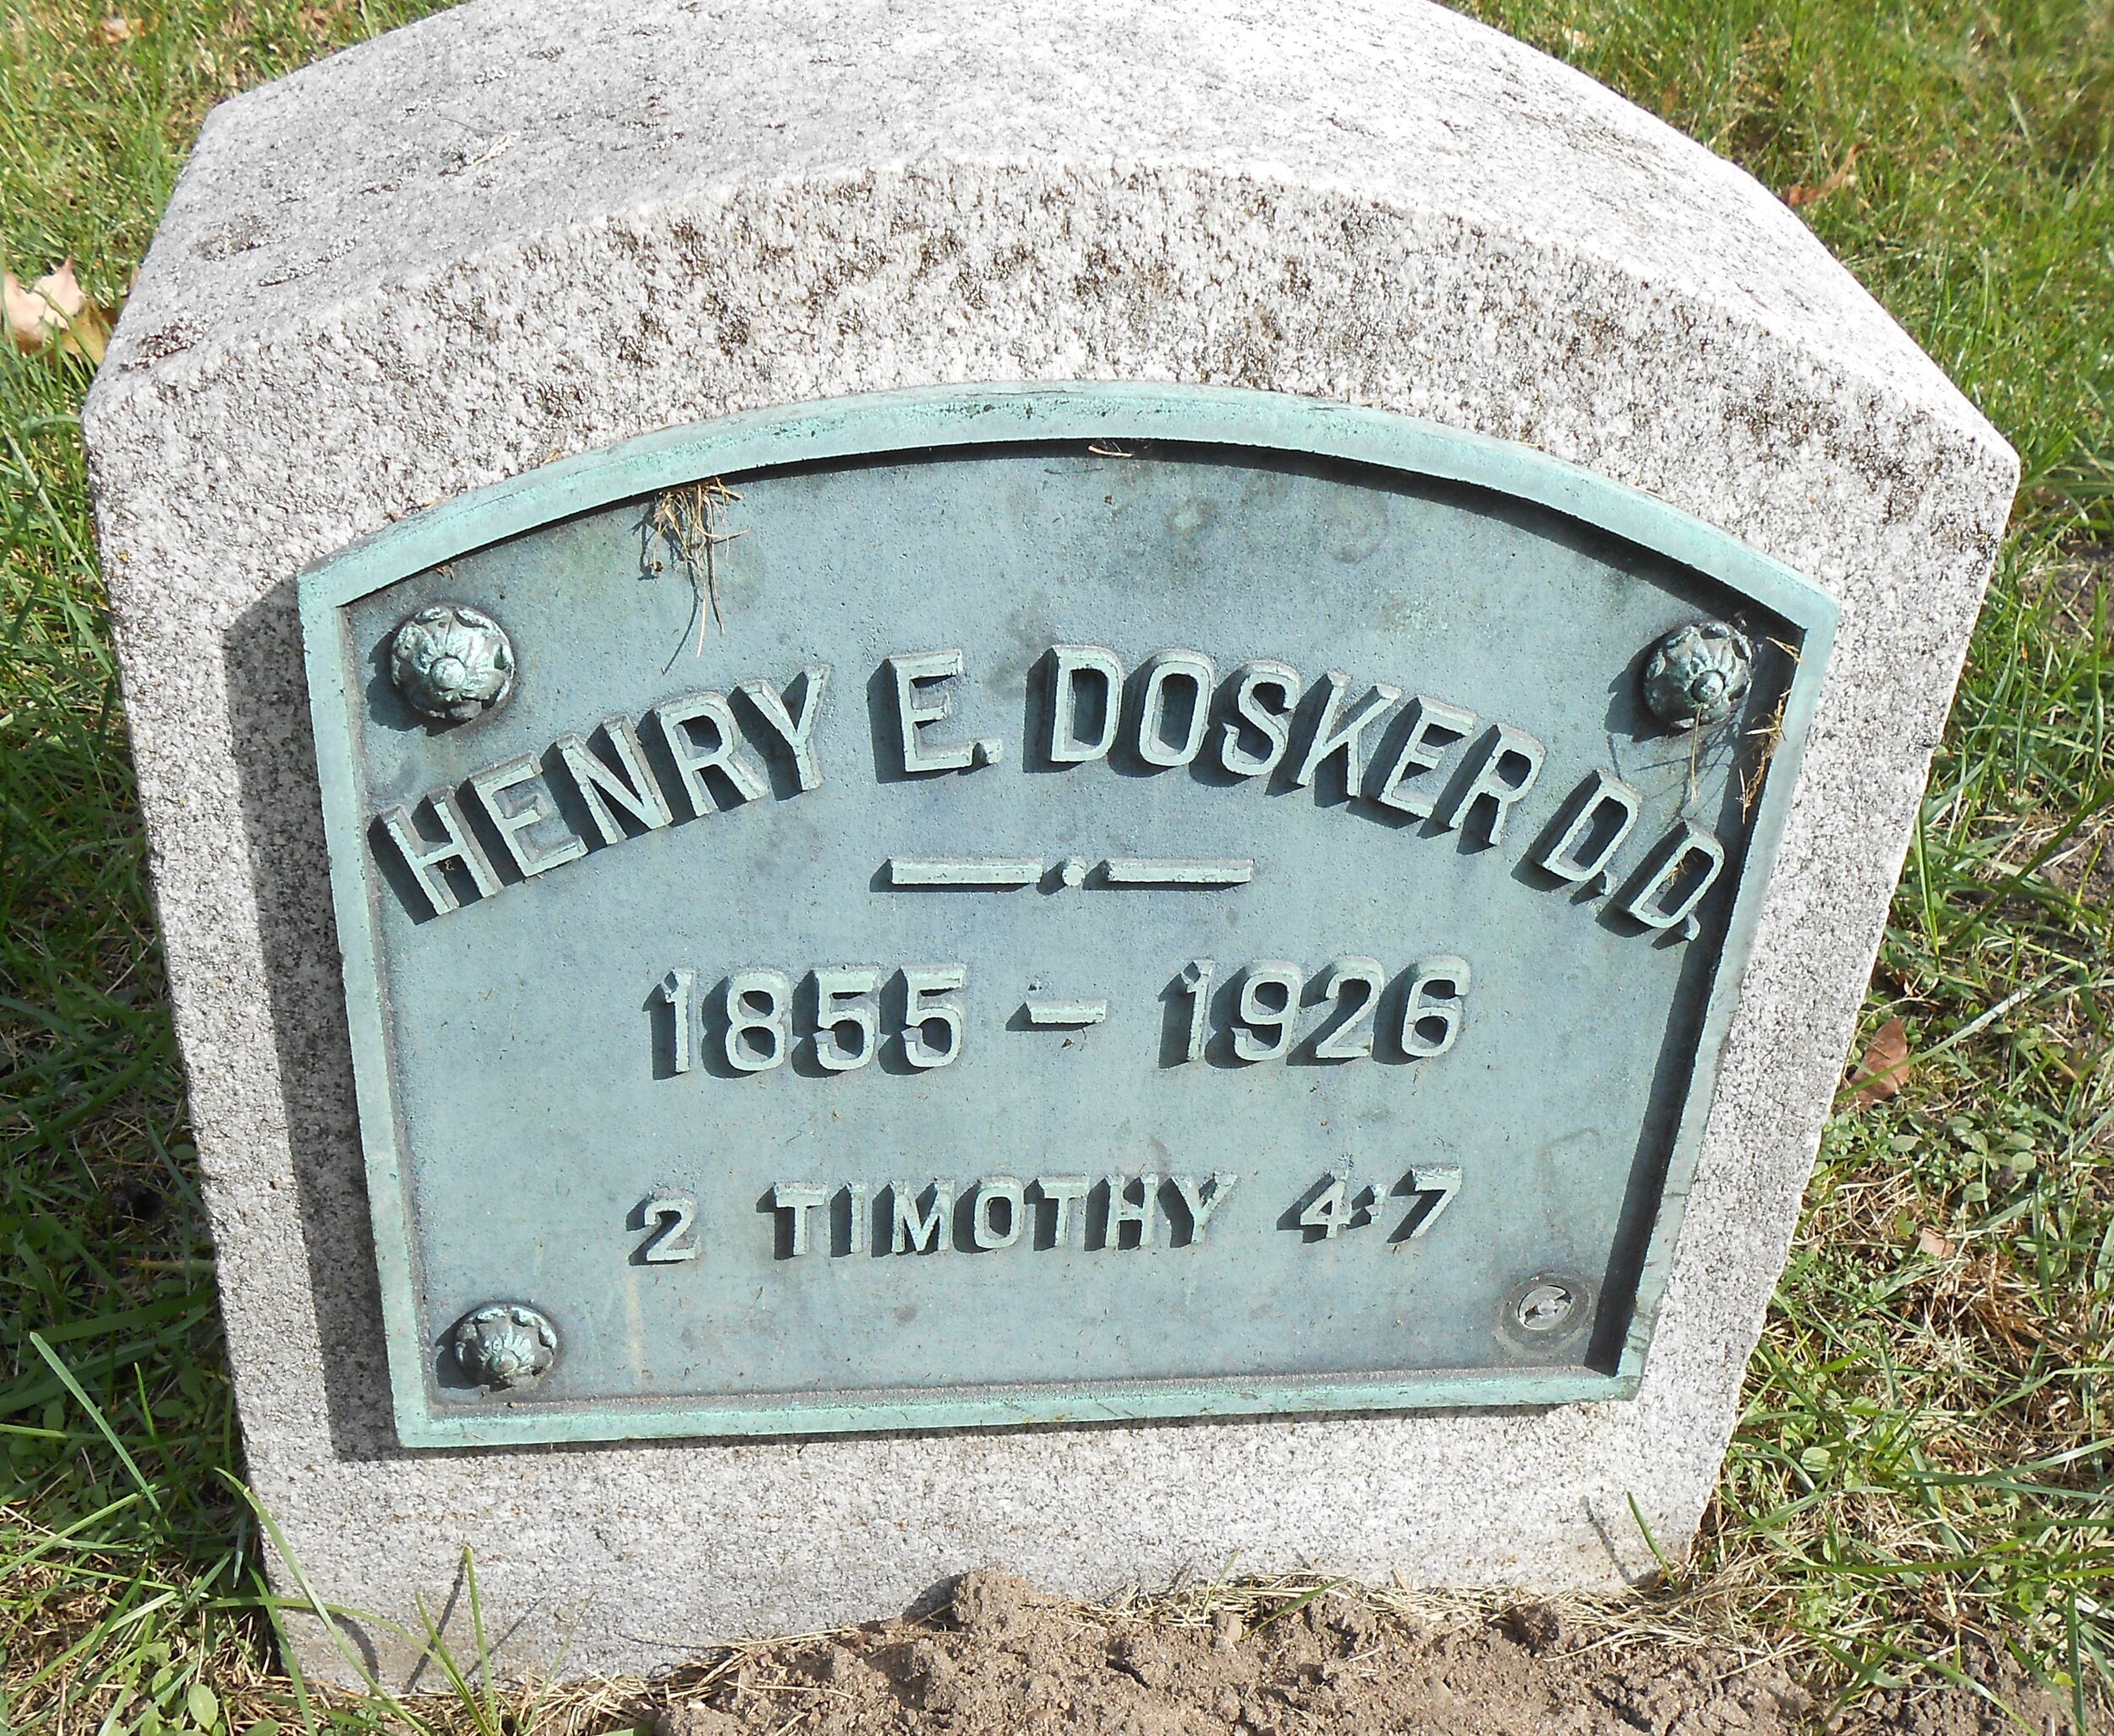 HENRY E. DOSKER D.D.
1855 - 1926
2 TIMOTHY 4:7